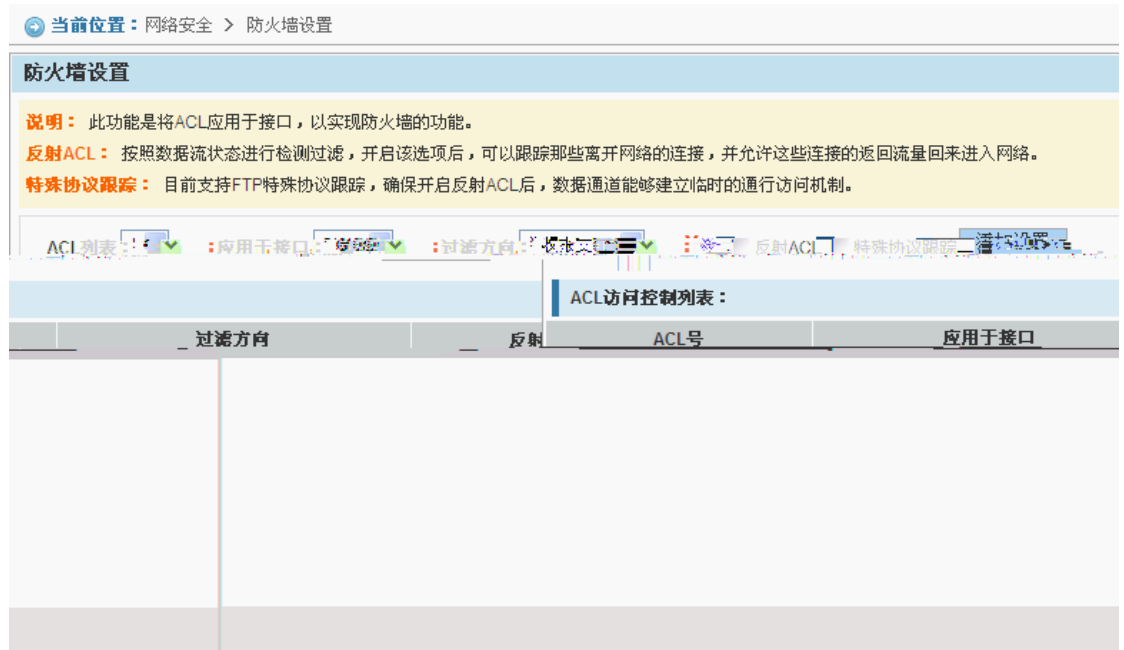 当前位置：网络安全 > 防火墙设置
防火墙设置
说明： 此功能是将ACL应用于接口，以实现防火墙的功能。
反射ACL： 按照数据流状态进行检测过滤，开启该选项后，可以跟踪那些离开网络的连接，并允许这些连接的返回流量回来进入网络。
特殊协议跟踪： 目前支持FTP特殊协议跟踪，确保开启反射ACL后，数据通道能够建立临时的通行访问机制。
ACL列表： 应用于接口： 过滤方向： 反射ACL 特殊协议跟踪
ACL访问控制列表：
过滤方向 反射 ACL号 应用于接口